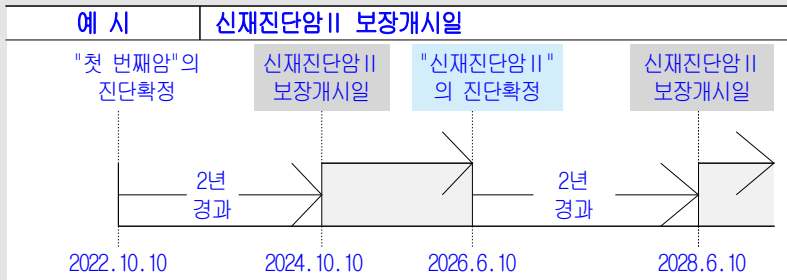 예 시 신재진단암Ⅱ 보장개시일
"첫 번째암"의
진단확정
신재진단암Ⅱ
보장개시일
"신재진단암Ⅱ"
의 진단확정
신재진단암Ⅱ
보장개시일
2년
경과
2년
경과
2022.10.10 2024.10.10 2026.6.10 2028.6.10